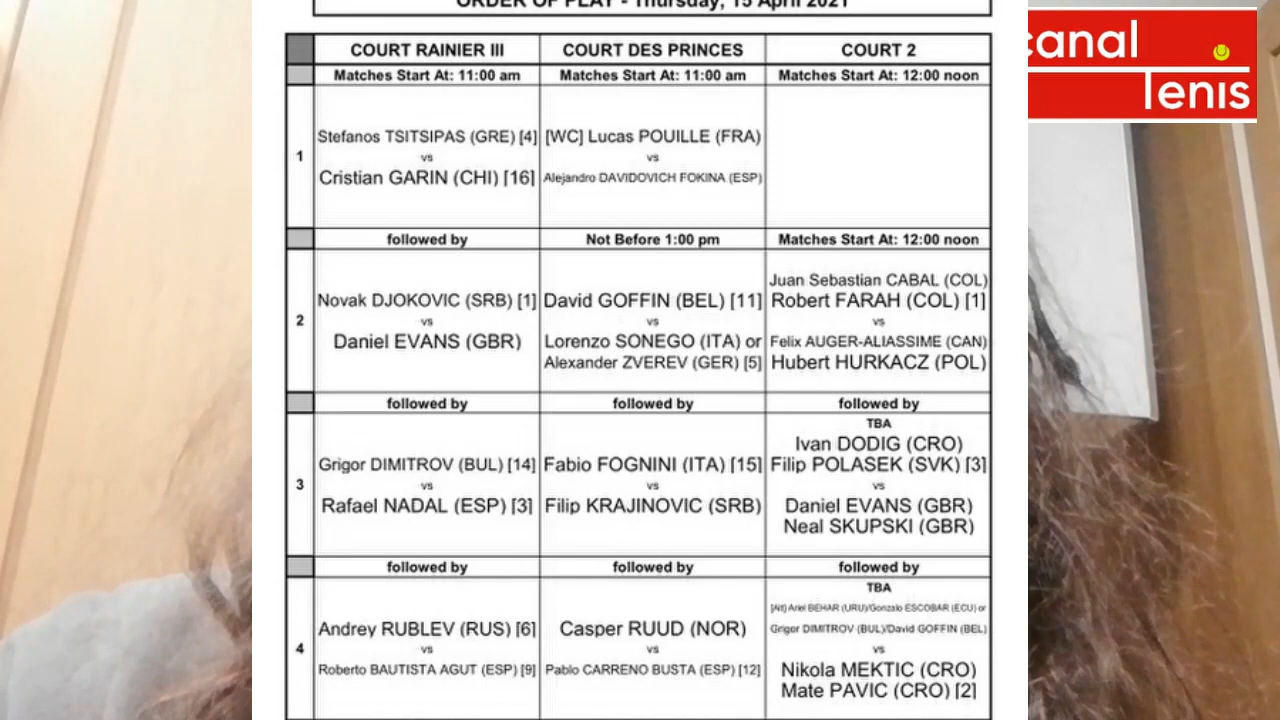 ORDER OF PLAY - Thursday, 15 April 2021
canal
Tenis
COURT RAINIER III
COURT DES PRINCES
COURT 2
Matches Start At: 11:00 am
Matches Start At: 11:00 am
Matches Start At: 12:00 noon
1
Stefanos TSITSIPAS (GRE) [4]
vs
Cristian GARIN (CHI) [16]
[WC] Lucas POUILLE (FRA)
vs
Alejandro DAVIDOVICH FOKINA (ESP)
followed by
Not Before 1:00 pm
Matches Start At: 12:00 noon
2
Novak DJOKOVIC (SRB) [1]
vs
Daniel EVANS (GBR)
David GOFFIN (BEL) [11]
vs
Lorenzo SONEGO (ITA) or
Alexander ZVEREV (GER) [5]
Juan Sebastian CABAL (COL)
Robert FARAH (COL) [1]
vs
Felix AUGER-ALIASSIME (CAN)
Hubert HURKACZ (POL)
followed by
followed by
followed by
3
Grigor DIMITROV (BUL) [14]
vs
Rafael NADAL (ESP) [3]
Fabio FOGNINI (ITA) [15]
vs
Filip KRAJINOVIC (SRB)
TBA
Ivan DODIG (CRO)
Filip POLASEK (SVK) [3]
vs
Daniel EVANS (GBR)
Neal SKUPSKI (GBR)
followed by
followed by
followed by
4
Andrey RUBLEV (RUS) [6]
vs
Roberto BAUTISTA AGUT (ESP) [9]
Casper RUUD (NOR)
vs
Pablo CARRENO BUSTA (ESP) [12]
TBA
[Alt] Ariel BEHAR (URU)/Gonzalo ESCOBAR (ECU) or
Grigor DIMITROV (BUL)/David GOFFIN (BEL)
vs
Nikola MEKTIC (CRO)
Mate PAVIC (CRO) [2]